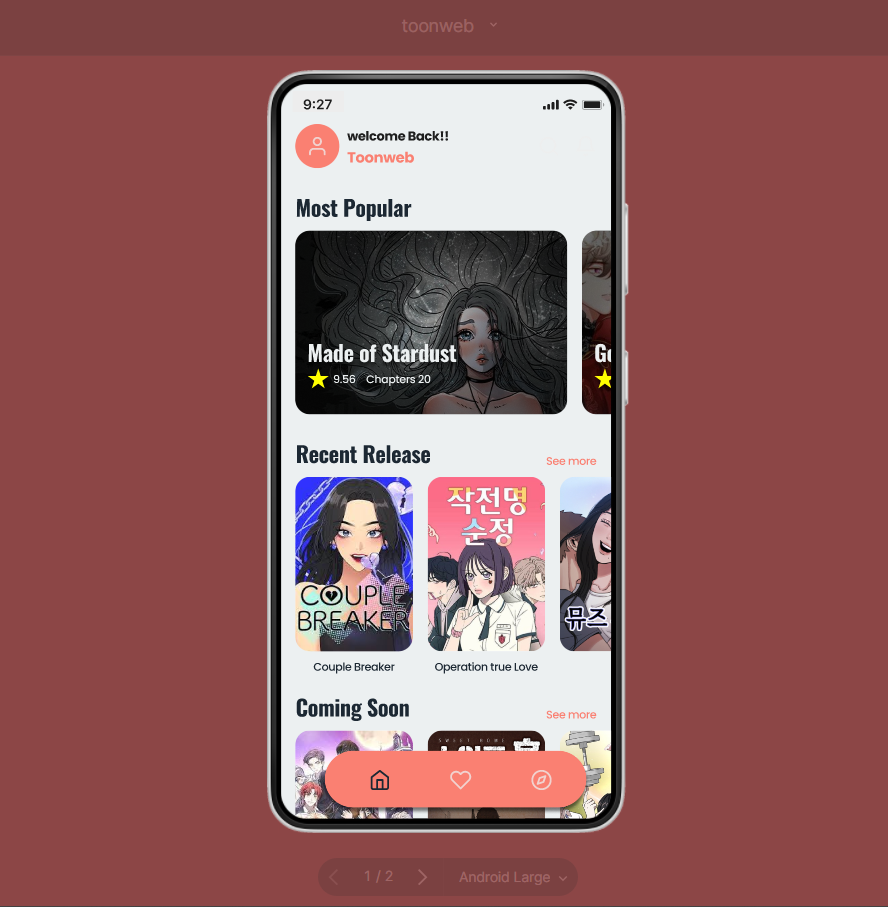 toonweb
9:27
welcome Back!!
Toonweb
Most Popular
Made of Stardust
9.56 Chapters 20
Recent Release
See more
COUPLE
BREAKER
작전명
순정
뮤즈
Couple Breaker
Operation true Love
Coming Soon
See more
SWEET HOME
1 / 2
Android Large